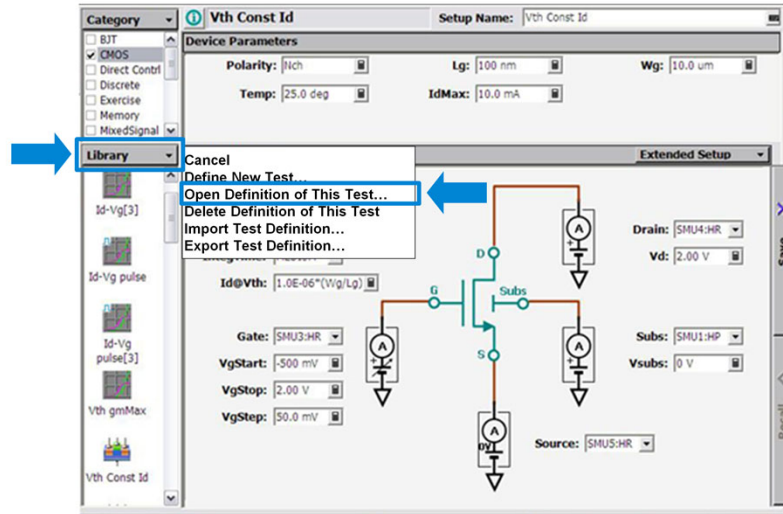 Category
BJT
CMOS
Direct Contrl
Discrete
Exercise
Memory
MixedSignal
Library
Id-Vg[3]
Id-Vg pulse
Id-Vg
pulse[3]
Vth gmMax
Vth Const Id
Vth Const Id
Setup Name: Vth Const Id
Device Parameters
Polarity: Nch
Lg: 100 nm
Wg: 10.0 um
Temp: 25.0 deg
IdMax: 10.0 mA
Extended Setup
Cancel
Define New Test...
Open Definition of This Test...
Delete Definition of This Test
Import Test Definition...
Export Test Definition...
Id@Vth: 1.0E-06*(Wg/Lg)
Gate: SMU3:HR
VgStart: -500 mV
VgStop: 2.00 V
VgStep: 50.0 mV
D
G
Subs
S
A
A
A
A
0V
Drain: SMU4:HR
Vd: 2.00 V
Subs: SMU1:HP
Vsubs: 0 V
Source: SMU5:HR